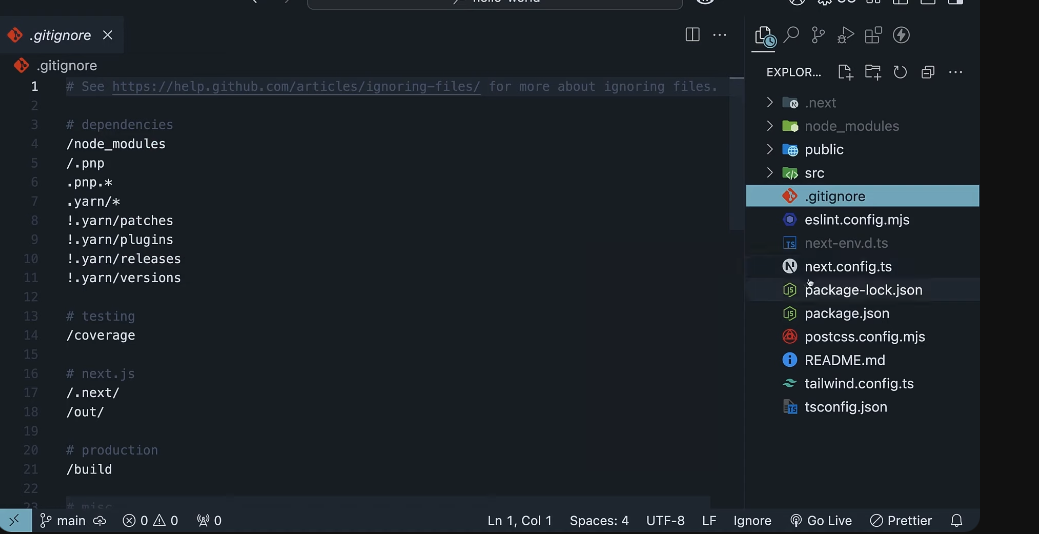 .gitignore
EXPLOR...
.gitignore
1 # See https://help.github.com/articles/ignoring-files/ for more about ignoring files.
2
3 # dependencies
4 /node_modules
5 /.pnp
6 .pnp.*
7 .yarn/*
8 !.yarn/patches
9 !.yarn/plugins
10 !.yarn/releases
11 !.yarn/versions
12
13 # testing
14 /coverage
15
16 # next.js
17 /.next/
18 /out/
19
20 # production
21 /build
22
23 # misc
.next
node_modules
public
src
.gitignore
eslint.config.mjs
next-env.d.ts
next.config.ts
package-lock.json
package.json
postcss.config.mjs
README.md
tailwind.config.ts
tsconfig.json
main 0 0 0 Ln 1, Col 1 Spaces: 4 UTF-8 LF Ignore Go Live Prettier